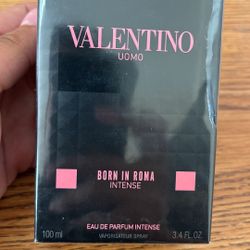 VALENTINO
UOMO
BORN IN ROMA
INTENSE
EAU DE PARFUM INTENSE
100 ml
VAPORISATEUR SPRAY
3.4 FL.OZ